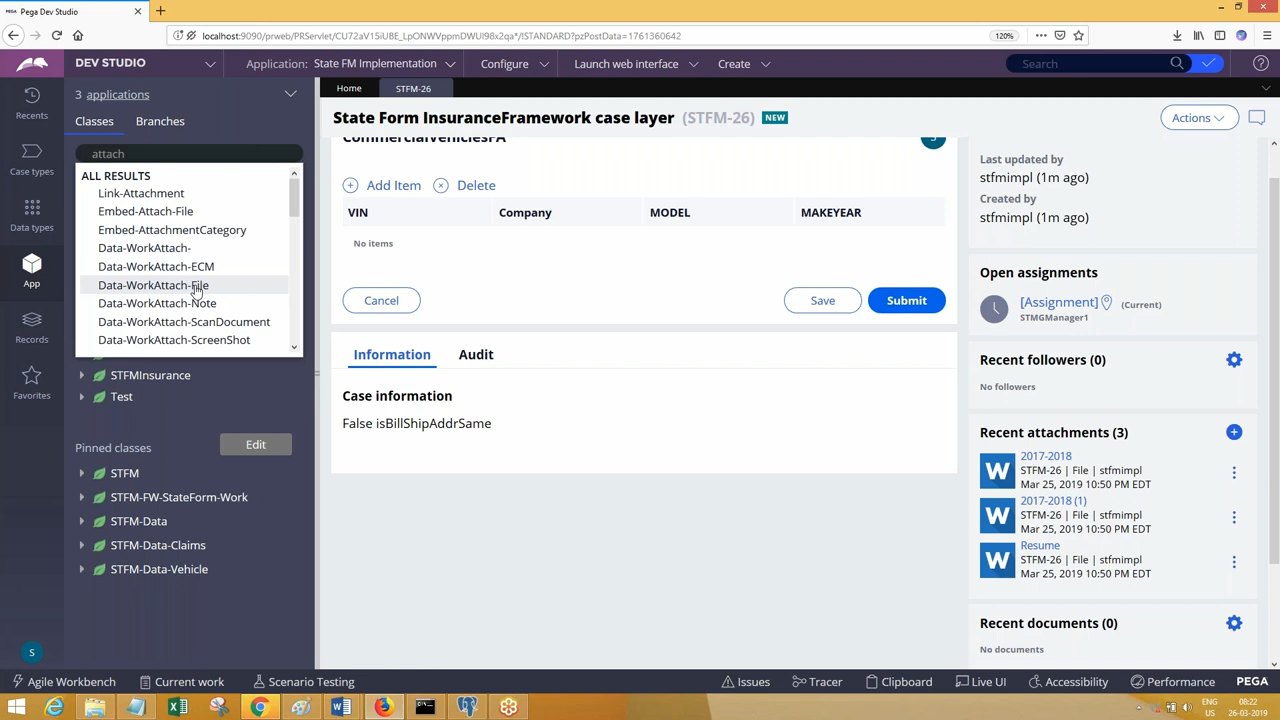 Pega Dev Studio
localhost:9090/prweb/PRServlet/CU72aV15iUBE_LpONWVppmDWUI98x2qa*/!STANDARD?pzPostData=1761360642
120%
PEGA
DEV STUDIO
Application: State FM Implementation
Configure
Launch web interface
Create
Search
Recents
Case types
Data types
App
Records
Favorites
S
3 applications
Classes
Branches
attach
ALL RESULTS
Link-Attachment
Embed-Attach-File
Embed-AttachmentCategory
Data-WorkAttach-
Data-WorkAttach-ECM
Data-WorkAttach-File
Data-WorkAttach-Note
Data-WorkAttach-ScanDocument
Data-WorkAttach-ScreenShot
STFMInsurance
Test
Pinned classes
Edit
STFM
STFM-FW-StateForm-Work
STFM-Data
STFM-Data-Claims
STFM-Data-Vehicle
Home
STFM-26
State Form InsuranceFramework case layer (STFM-26) NEW
Actions
CommercialVehiclesPA
Add Item
Delete
VIN Company MODEL MAKEYEAR
No items
Cancel
Save
Submit
Information
Audit
Case information
False isBillShipAddrSame
Last updated by
stfmimpl (1m ago)
Created by
stfmimpl (1m ago)
Open assignments
[Assignment] (Current)
STMGManager1
Recent followers (0)
No followers
Recent attachments (3)
2017-2018
STFM-26 | File | stfmimpl
Mar 25, 2019 10:50 PM EDT
2017-2018 (1)
STFM-26 | File | stfmimpl
Mar 25, 2019 10:50 PM EDT
Resume
STFM-26 | File | stfmimpl
Mar 25, 2019 10:50 PM EDT
Recent documents (0)
No documents
Agile Workbench
Current work
Scenario Testing
Issues
Tracer
Clipboard
Live UI
Accessibility
Performance
PEGA
ENG
US
08:22
26-03-2019